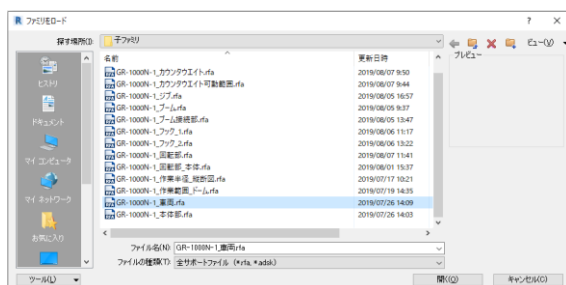 ファミリをロード
? ×
探す場所(I): 子ファミリ ビュー(V)
名前 更新日時 プレビュー
GR-1000N-1_カウンタウエイト.rfa 2019/08/07 9:50
GR-1000N-1_カウンタウエイト可動範囲.rfa 2019/08/07 9:44
GR-1000N-1_ジブ.rfa 2019/08/05 16:57
GR-1000N-1_ブーム.rfa 2019/08/05 9:37
GR-1000N-1_ブーム接続部.rfa 2019/08/05 13:47
GR-1000N-1_フック_1.rfa 2019/08/06 11:17
GR-1000N-1_フック_2.rfa 2019/08/06 13:22
GR-1000N-1_回転部.rfa 2019/08/07 11:41
GR-1000N-1_回転部_本体.rfa 2019/08/01 15:37
GR-1000N-1_作業半径_縦断図.rfa 2019/07/17 10:21
GR-1000N-1_作業範囲_ドーム.rfa 2019/07/19 14:35
GR-1000N-1_車両.rfa 2019/07/26 14:09
GR-1000N-1_本体部.rfa 2019/07/26 14:03
ヒストリ
ドキュメント
マイ コンピュータ
マイ ネットワーク
お気に入り
ファイル名(N): GR-1000N-1_車両.rfa
ファイルの種類(T): 全サポートファイル (*.rfa, *.adsk)
ツール(L) 開く(O) キャンセル(C)